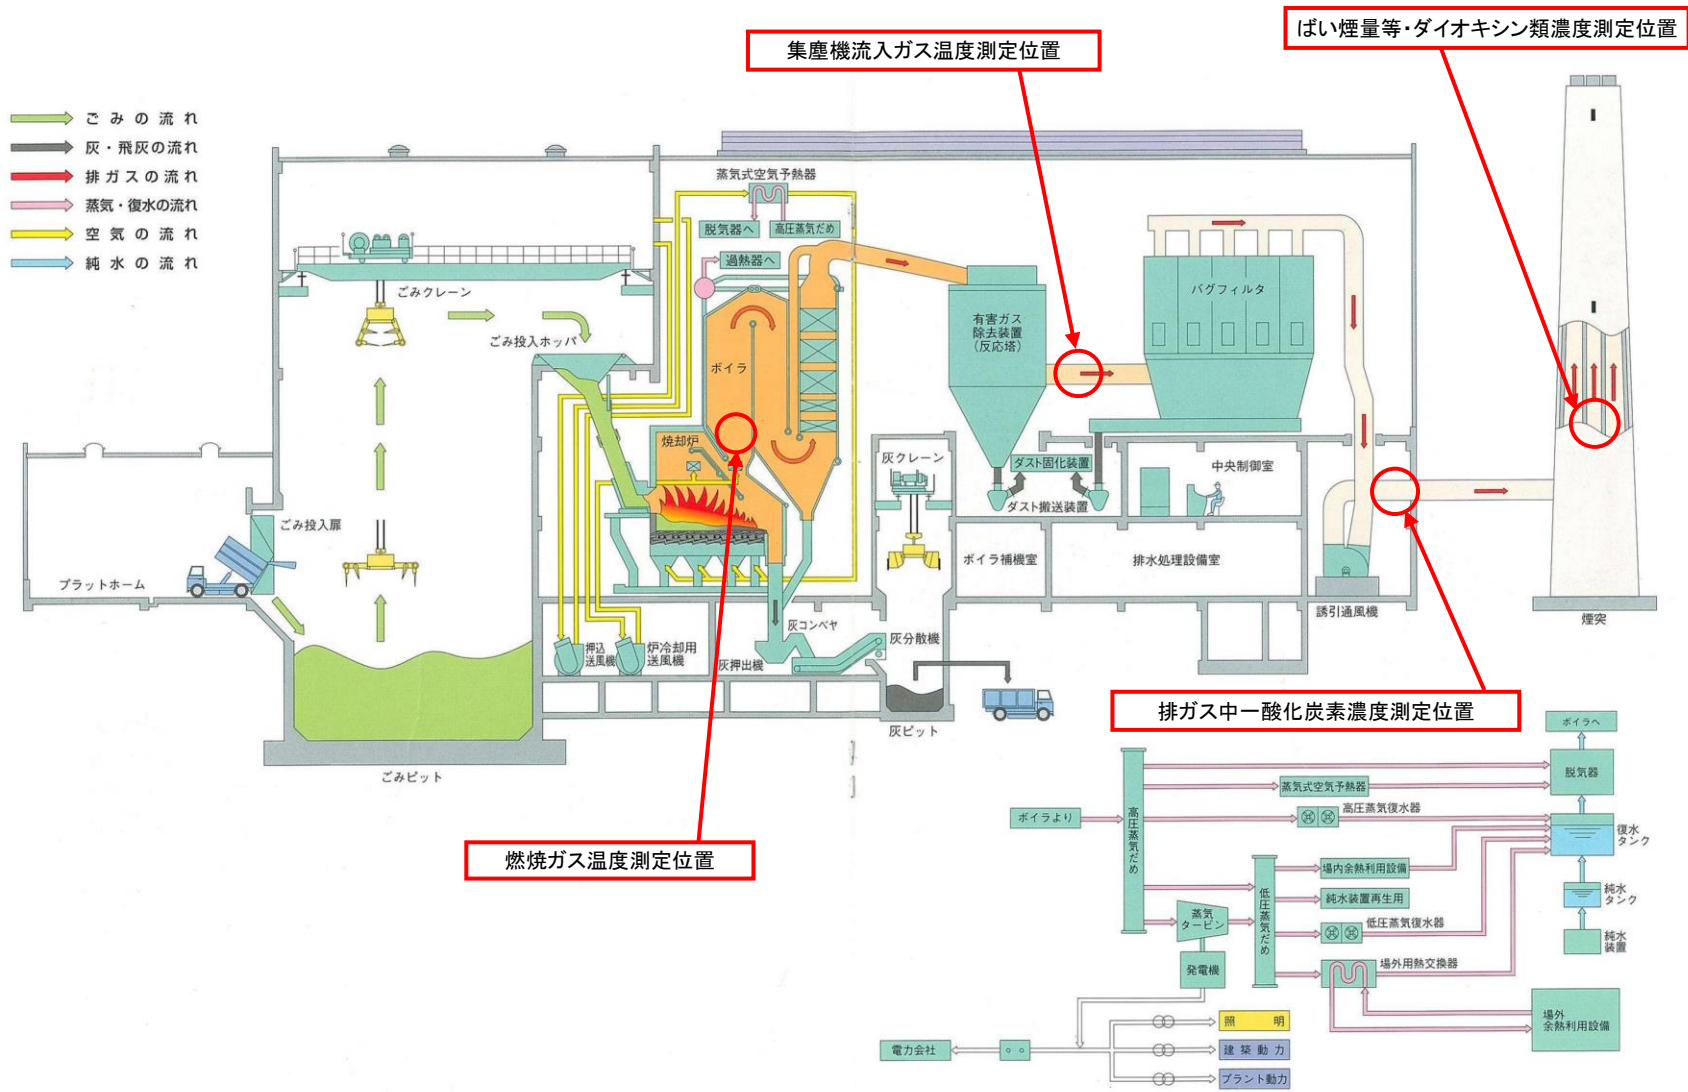 ばい煙量等・ダイオキシン類濃度測定位置
集塵機流入ガス温度測定位置
ごみの流れ
灰・飛灰の流れ
排ガスの流れ
蒸気・復水の流れ
空気の流れ
純水の流れ
蒸気式空気予熱器
脱気器へ
高圧蒸気だめ
過熱器へ
ごみクレーン
ごみ投入ホッパ
ボイラ
有害ガス
除去装置
(反応塔)
バグフィルタ
焼却炉
灰クレーン
ダスト固化装置
中央制御室
ダスト搬送装置
ごみ投入扉
プラットホーム
ボイラ補機室
排水処理設備室
誘引通風機
煙突
押込
送風機
炉冷却用
送風機
灰コンベヤ
灰分散機
灰押出機
灰ピット
ごみピット
排ガス中一酸化炭素濃度測定位置
燃焼ガス温度測定位置
ボイラへ
脱気器
蒸気式空気予熱器
高圧蒸気復水器
ボイラより
高圧蒸気だめ
復水
タンク
場内余熱利用設備
純水装置再生用
純水
タンク
低圧蒸気だめ
蒸気
タービン
低圧蒸気復水器
純水
装置
発電機
場外用熱交換器
場外
余熱利用設備
照明
電力会社
建築動力
プラント動力